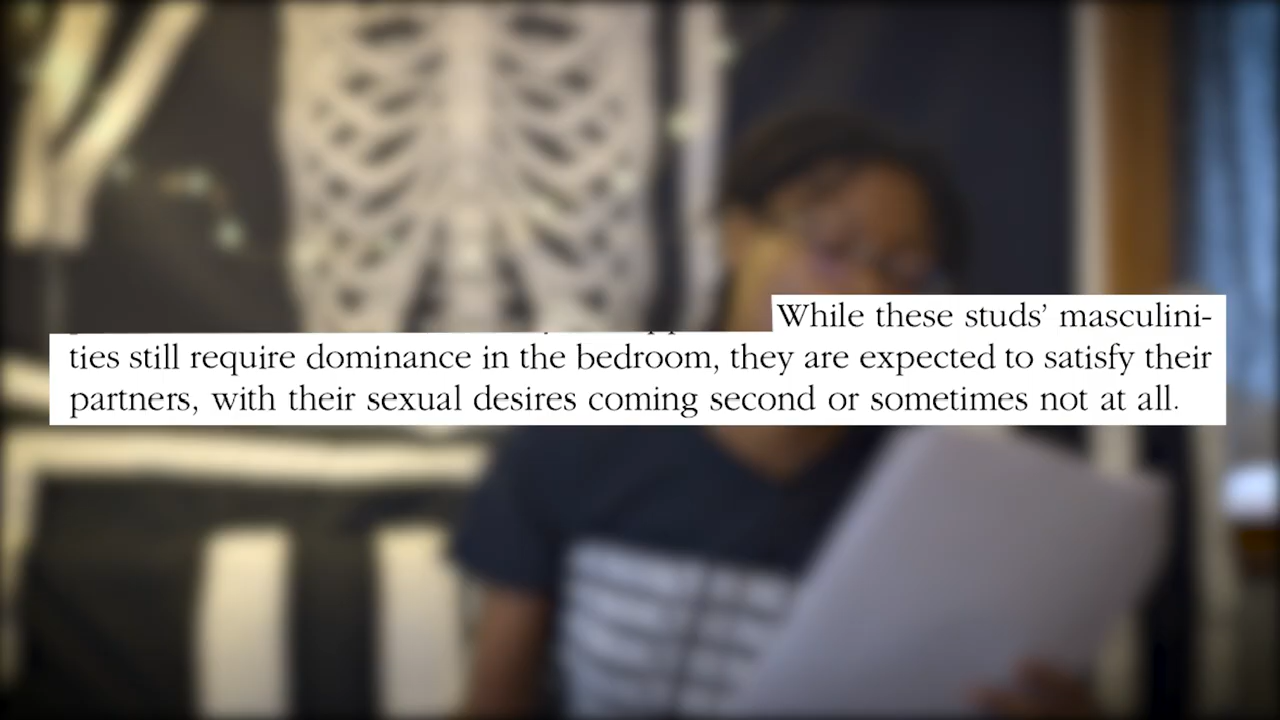 While these studs' masculini-
ties still require dominance in the bedroom, they are expected to satisfy their
partners, with their sexual desires coming second or sometimes not at all.